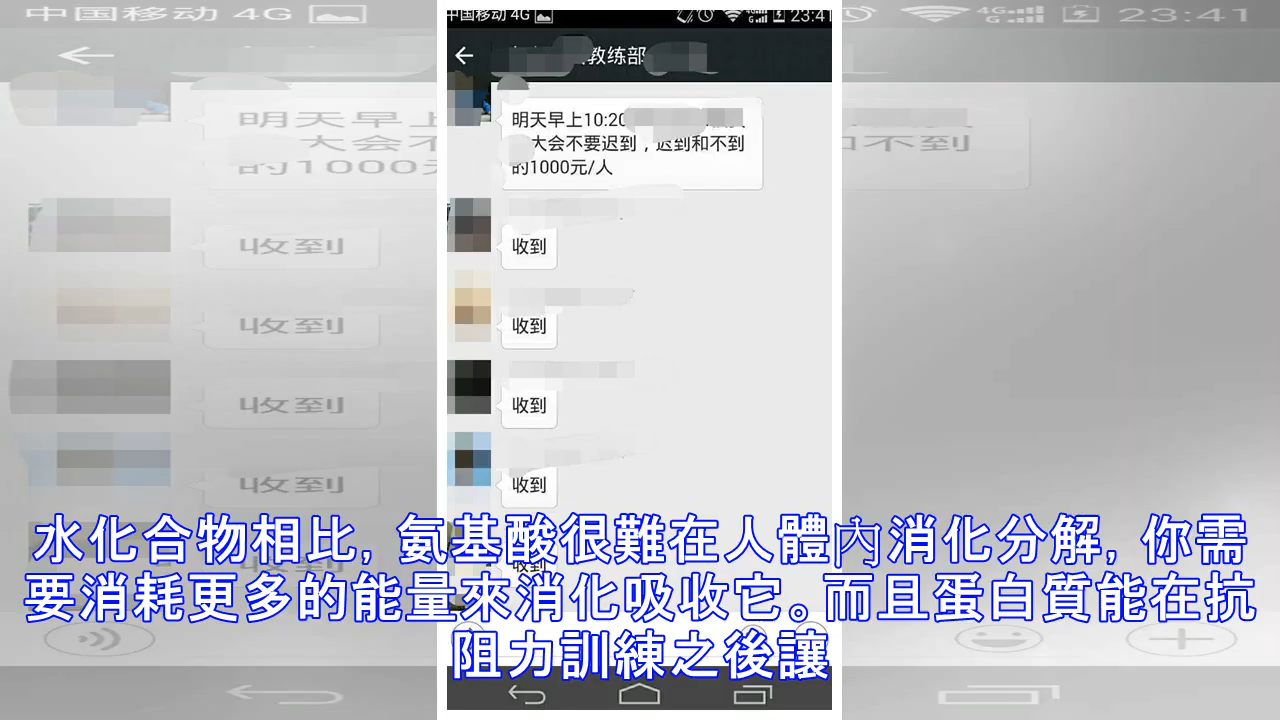 中国移动 4G 23:41
教练部
明天早上10:20
大会不要迟到，迟到和不到
的1000元/人
收到
收到
收到
收到
收到
水化合物相比，氨基酸很難在人體內消化分解，你需
要消耗更多的能量來消化吸收它。而且蛋白質能在抗
阻力訓練之後讓